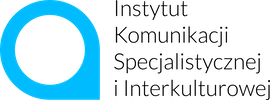 Instytut
Komunikacji
Specjalistycznej
i Interkulturowej